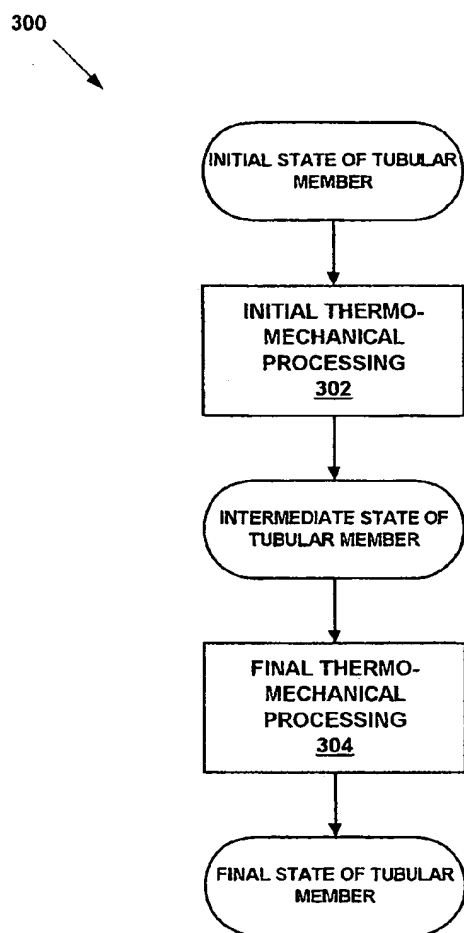 300
INITIAL STATE OF TUBULAR
MEMBER
INITIAL THERMO-
MECHANICAL
PROCESSING
302
INTERMEDIATE STATE OF
TUBULAR MEMBER
FINAL THERMO-
MECHANICAL
PROCESSING
304
FINAL STATE OF TUBULAR
MEMBER